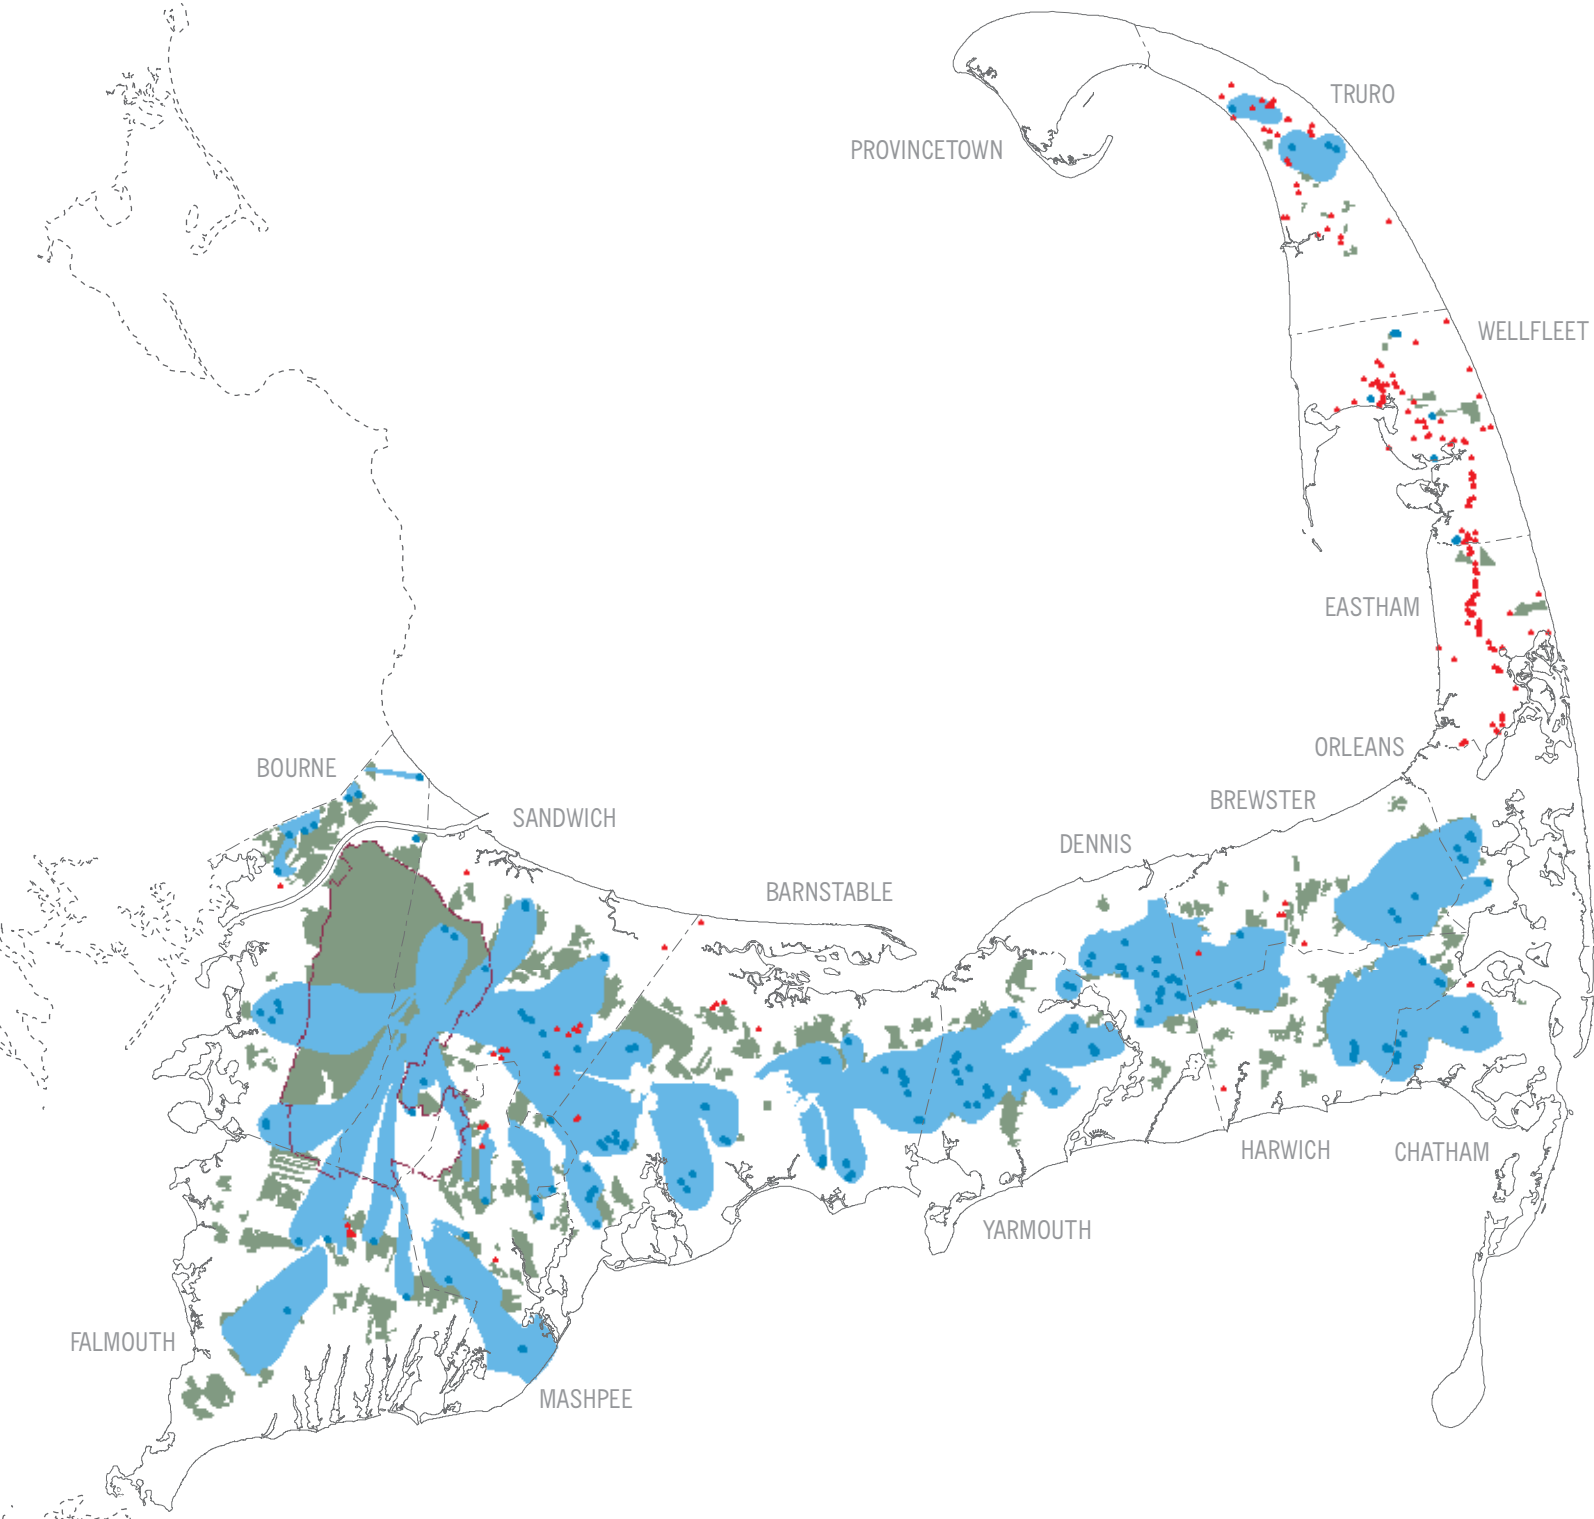 TRURO
PROVINCETOWN
WELLFLEET
EASTHAM
ORLEANS
BOURNE
BREWSTER
SANDWICH
DENNIS
BARNSTABLE
HARWICH
CHATHAM
YARMOUTH
FALMOUTH
MASHPEE